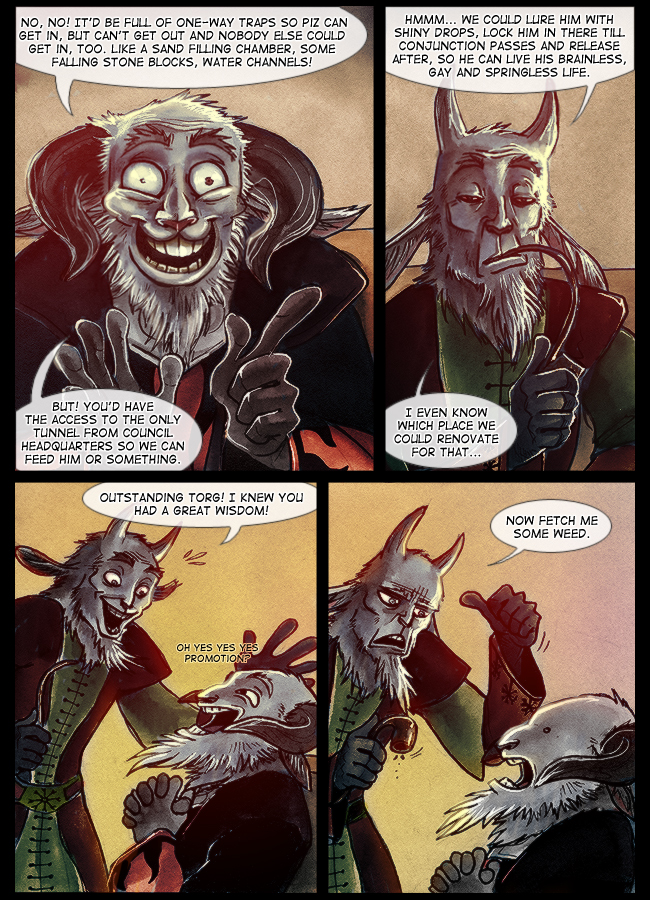 NO, NO! IT'D BE FULL OF ONE-WAY TRAPS SO PIZ CAN
GET IN, BUT CAN'T GET OUT AND NOBODY ELSE COULD
GET IN, TOO. LIKE A SAND FILLING CHAMBER, SOME
FALLING STONE BLOCKS, WATER CHANNELS!
BUT! YOU'D HAVE
THE ACCESS TO THE ONLY
TUNNEL FROM COUNCIL
HEADQUARTERS SO WE CAN
FEED HIM OR SOMETHING.
HMMM... WE COULD LURE HIM WITH
SHINY DROPS, LOCK HIM IN THERE TILL
CONJUNCTION PASSES AND RELEASE
AFTER, SO HE CAN LIVE HIS BRAINLESS,
GAY AND SPRINGLESS LIFE.
I EVEN KNOW
WHICH PLACE WE
COULD RENOVATE
FOR THAT...
OUTSTANDING TORG! I KNEW YOU
HAD A GREAT WISDOM!
OH YES YES YES
PROMOTION?
NOW FETCH ME
SOME WEED.